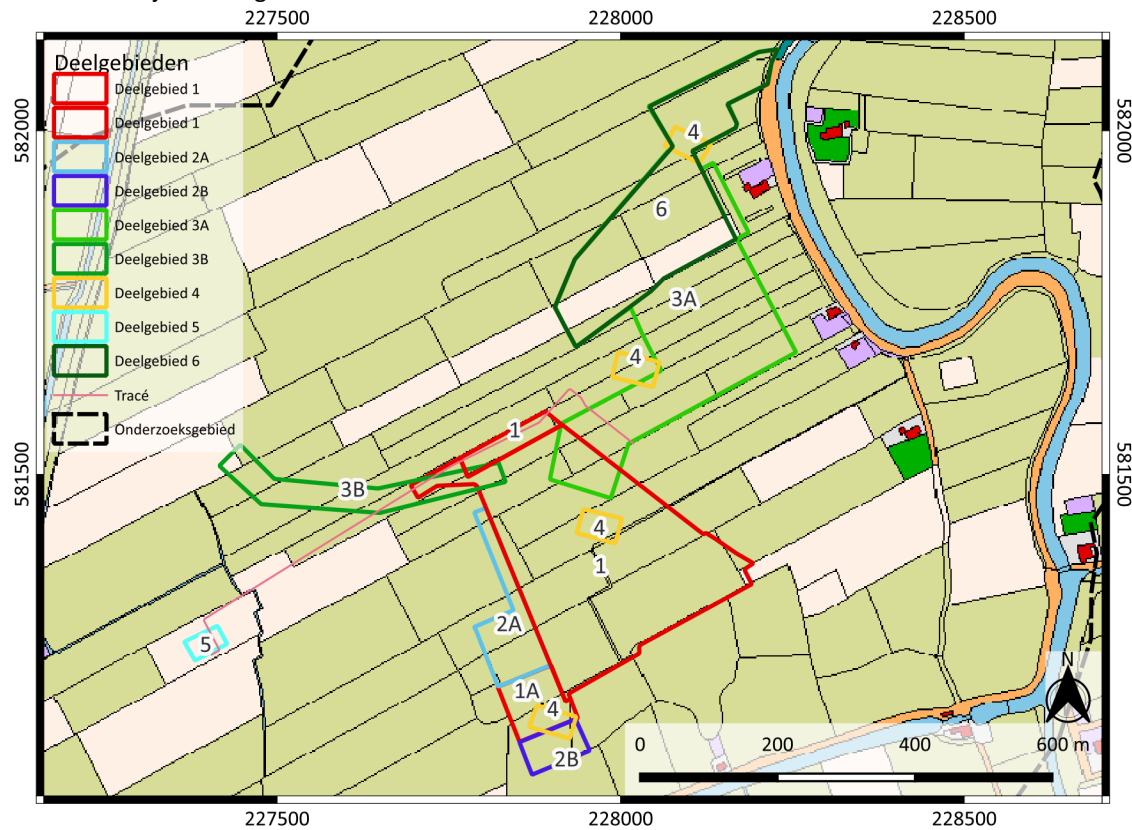 227500 228000 228500
Deelgebieden
Deelgebied 1
Deelgebied 1
Deelgebied 2A
Deelgebied 2B
Deelgebied 3A
Deelgebied 3B
Deelgebied 4
Deelgebied 5
Deelgebied 6
Tracé
Onderzoeksgebied
582000
582000
581500
581500
4
6
3A
4
1
3B
4
1
2A
5
1A
4
2B
N
0 200 400 600 m
227500 228000 228500